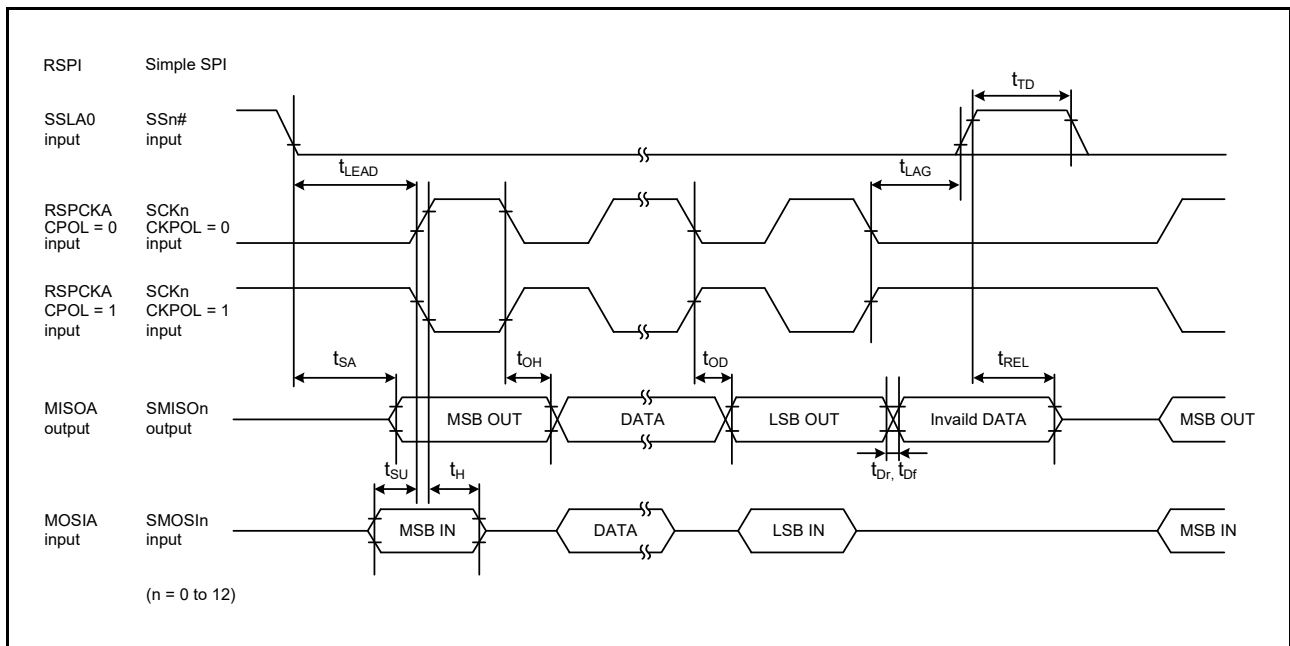 RSPI Simple SPI
tTD
SSLA0 SSn#
input input
tLEAD tLAG
RSPCKA SCKn
CPOL = 0 CKPOL = 0
input input
RSPCKA SCKn
CPOL = 1 CKPOL = 1
input input
tSA tOH tOD tREL
MISOA SMISOn
output output
MSB OUT DATA LSB OUT Invaild DATA MSB OUT
tSU tH tDr, tDf
MOSIA SMOSIn
input input
MSB IN DATA LSB IN MSB IN
(n = 0 to 12)